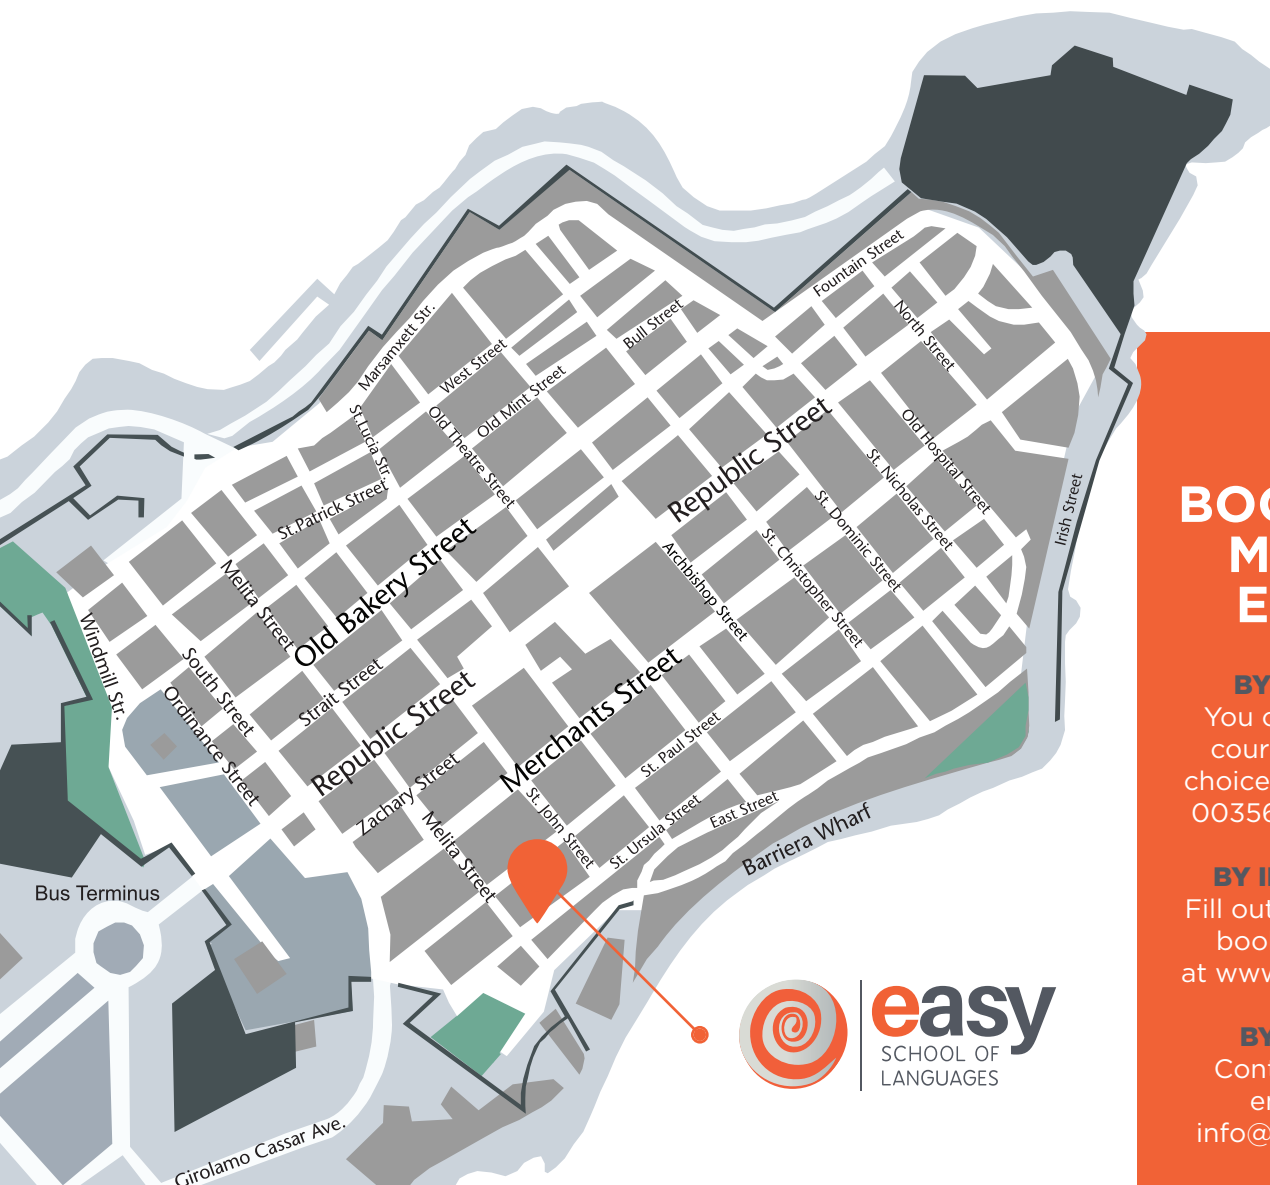 Fountain Street
North Street
Bull Street
Marsamxett Str.
West Street
Old Mint Street
St.Lucia Str.
Old Theatre Street
Republic Street
Old Hospital Street
St. Nicholas Street
St. Dominic Street
St. Christopher Street
Archbishop Street
Irish Street
St.Patrick Street
Old Bakery Street
Melita Street
Windmill Str.
South Street
Ordinance Street
Strait Street
Republic Street
Merchants Street
Zachary Street
St. Paul Street
St. John Street
St. Ursula Street
East Street
Melita Street
Barriera Wharf
Bus Terminus
Girolamo Cassar Ave.
easy
SCHOOL OF
LANGUAGES
M
E
BY
You
cour
choice
00356
Fill out
boo
at www
BY
Cont
info@